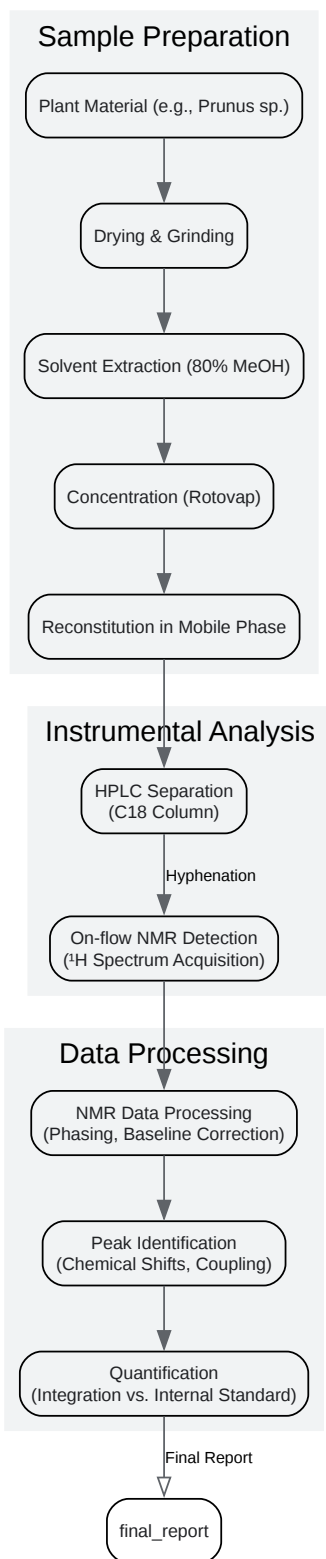 Sample Preparation
Plant Material (e.g., Prunus sp.)
Drying & Grinding
Solvent Extraction (80% MeOH)
Concentration (Rotovap)
Reconstitution in Mobile Phase
Instrumental Analysis
HPLC Separation
(C18 Column)
Hyphenation
On-flow NMR Detection
(¹H Spectrum Acquisition)
Data Processing
NMR Data Processing
(Phasing, Baseline Correction)
Peak Identification
(Chemical Shifts, Coupling)
Quantification
(Integration vs. Internal Standard)
Final Report
final_report